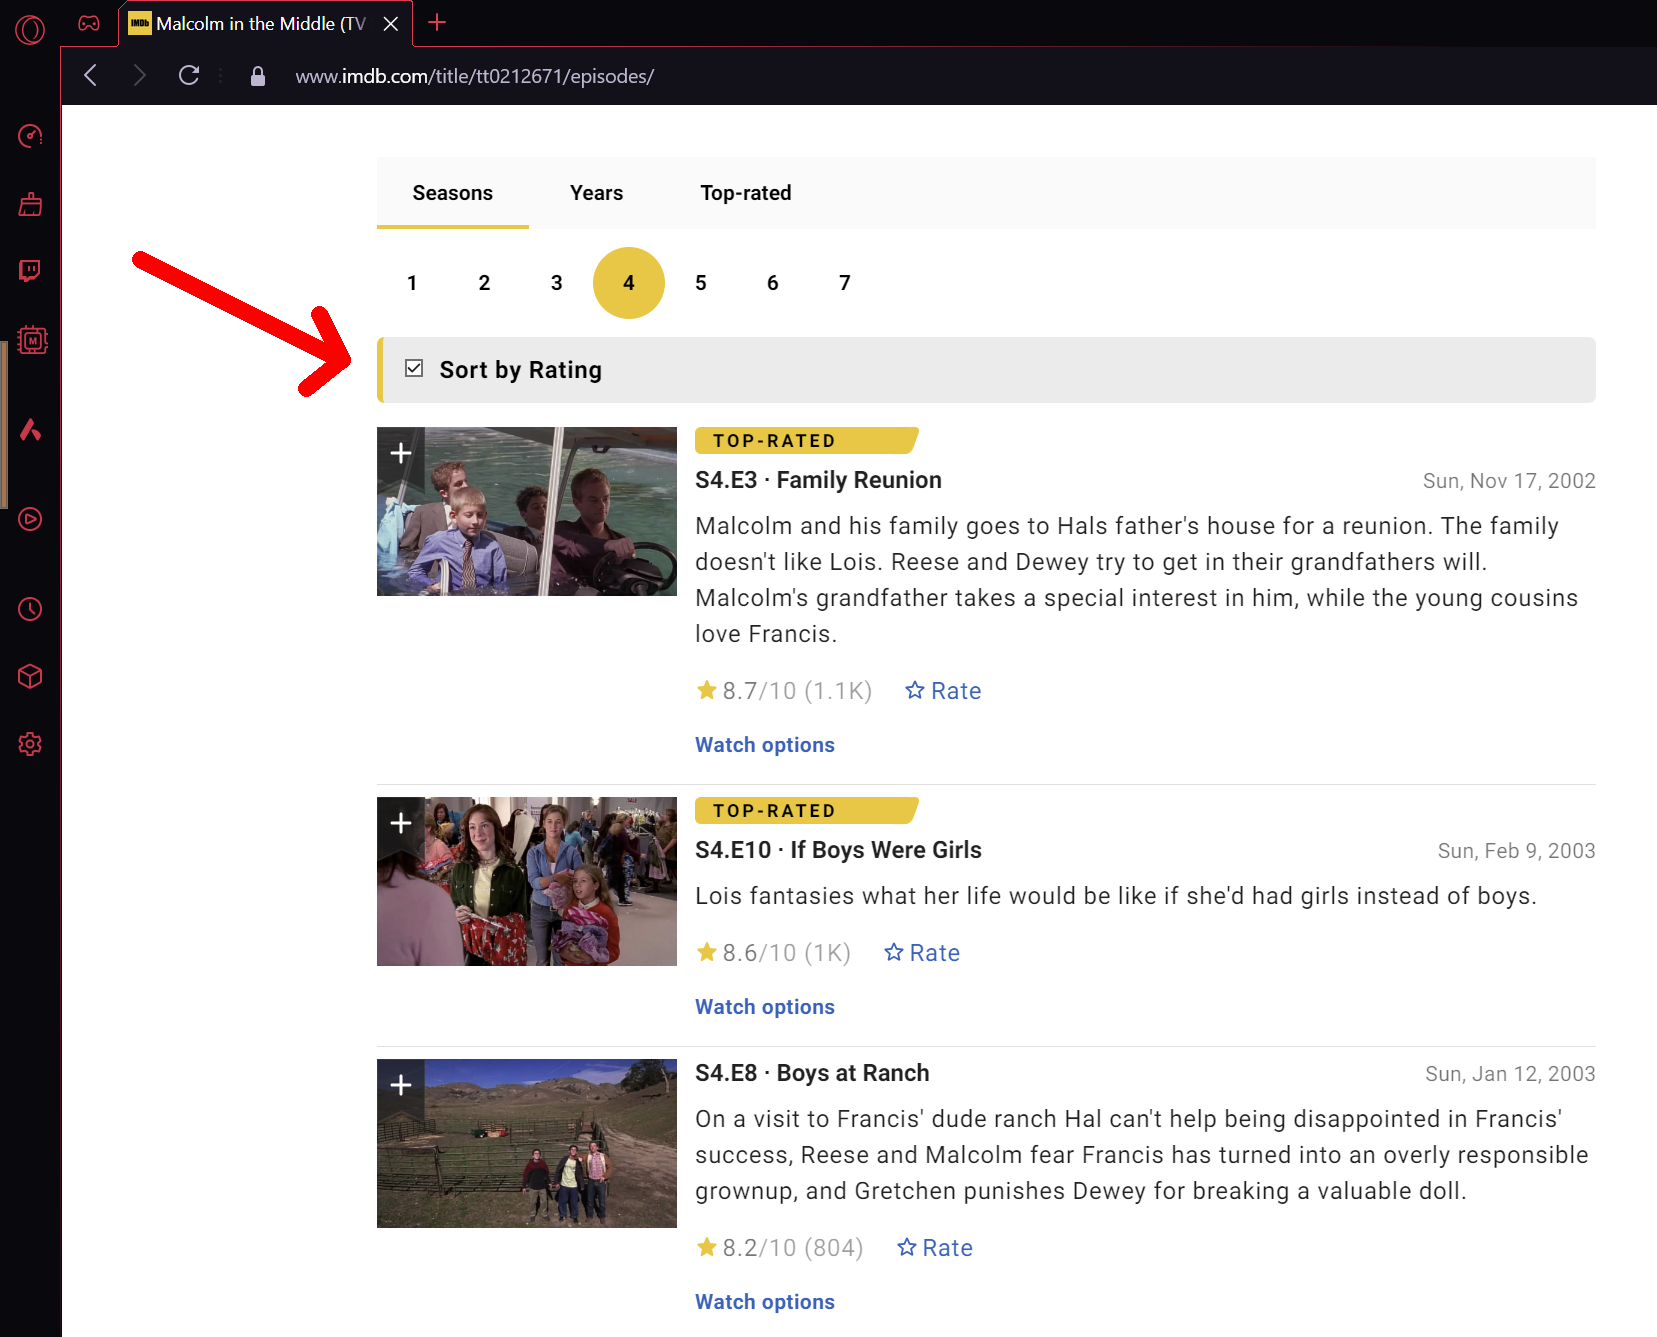 IMDb Malcolm in the Middle (TV
www.imdb.com/title/tt0212671/episodes/
M
Seasons Years Top-rated
1 2 3 4 5 6 7
Sort by Rating
TOP-RATED
S4.E3 · Family Reunion Sun, Nov 17, 2002
Malcolm and his family goes to Hals father's house for a reunion. The family
doesn't like Lois. Reese and Dewey try to get in their grandfathers will.
Malcolm's grandfather takes a special interest in him, while the young cousins
love Francis.
8.7/10 (1.1K) Rate
Watch options
TOP-RATED
S4.E10 · If Boys Were Girls Sun, Feb 9, 2003
Lois fantasies what her life would be like if she'd had girls instead of boys.
8.6/10 (1K) Rate
Watch options
S4.E8 · Boys at Ranch Sun, Jan 12, 2003
On a visit to Francis' dude ranch Hal can't help being disappointed in Francis'
success, Reese and Malcolm fear Francis has turned into an overly responsible
grownup, and Gretchen punishes Dewey for breaking a valuable doll.
8.2/10 (804) Rate
Watch options